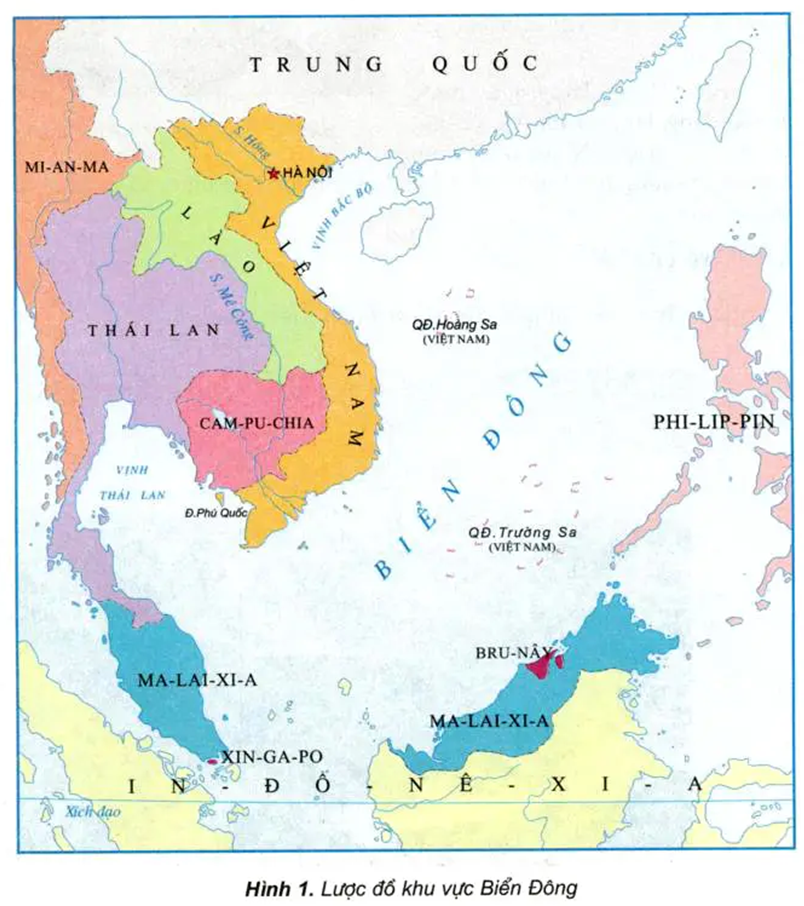 TRUNG QUỐC
S. Hồng
MI-AN-MA
HÀ NỘI
VỊNH BẮC BỘ
LÀO
VIỆT NAM
S. Mê Công
QĐ.Hoàng Sa
(VIỆT NAM)
THÁI LAN
BIỂN ĐÔNG
CAM-PU-CHIA
PHI-LIP-PIN
VỊNH
THÁI LAN
Đ.Phú Quốc
QĐ.Trường Sa
(VIỆT NAM)
BRU-NÂY
MA-LAI-XI-A
MA-LAI-XI-A
XIN-GA-PO
IN-ĐÔ-NÊ-XI-A
Xích đạo
Hình 1. Lược đồ khu vực Biển Đông